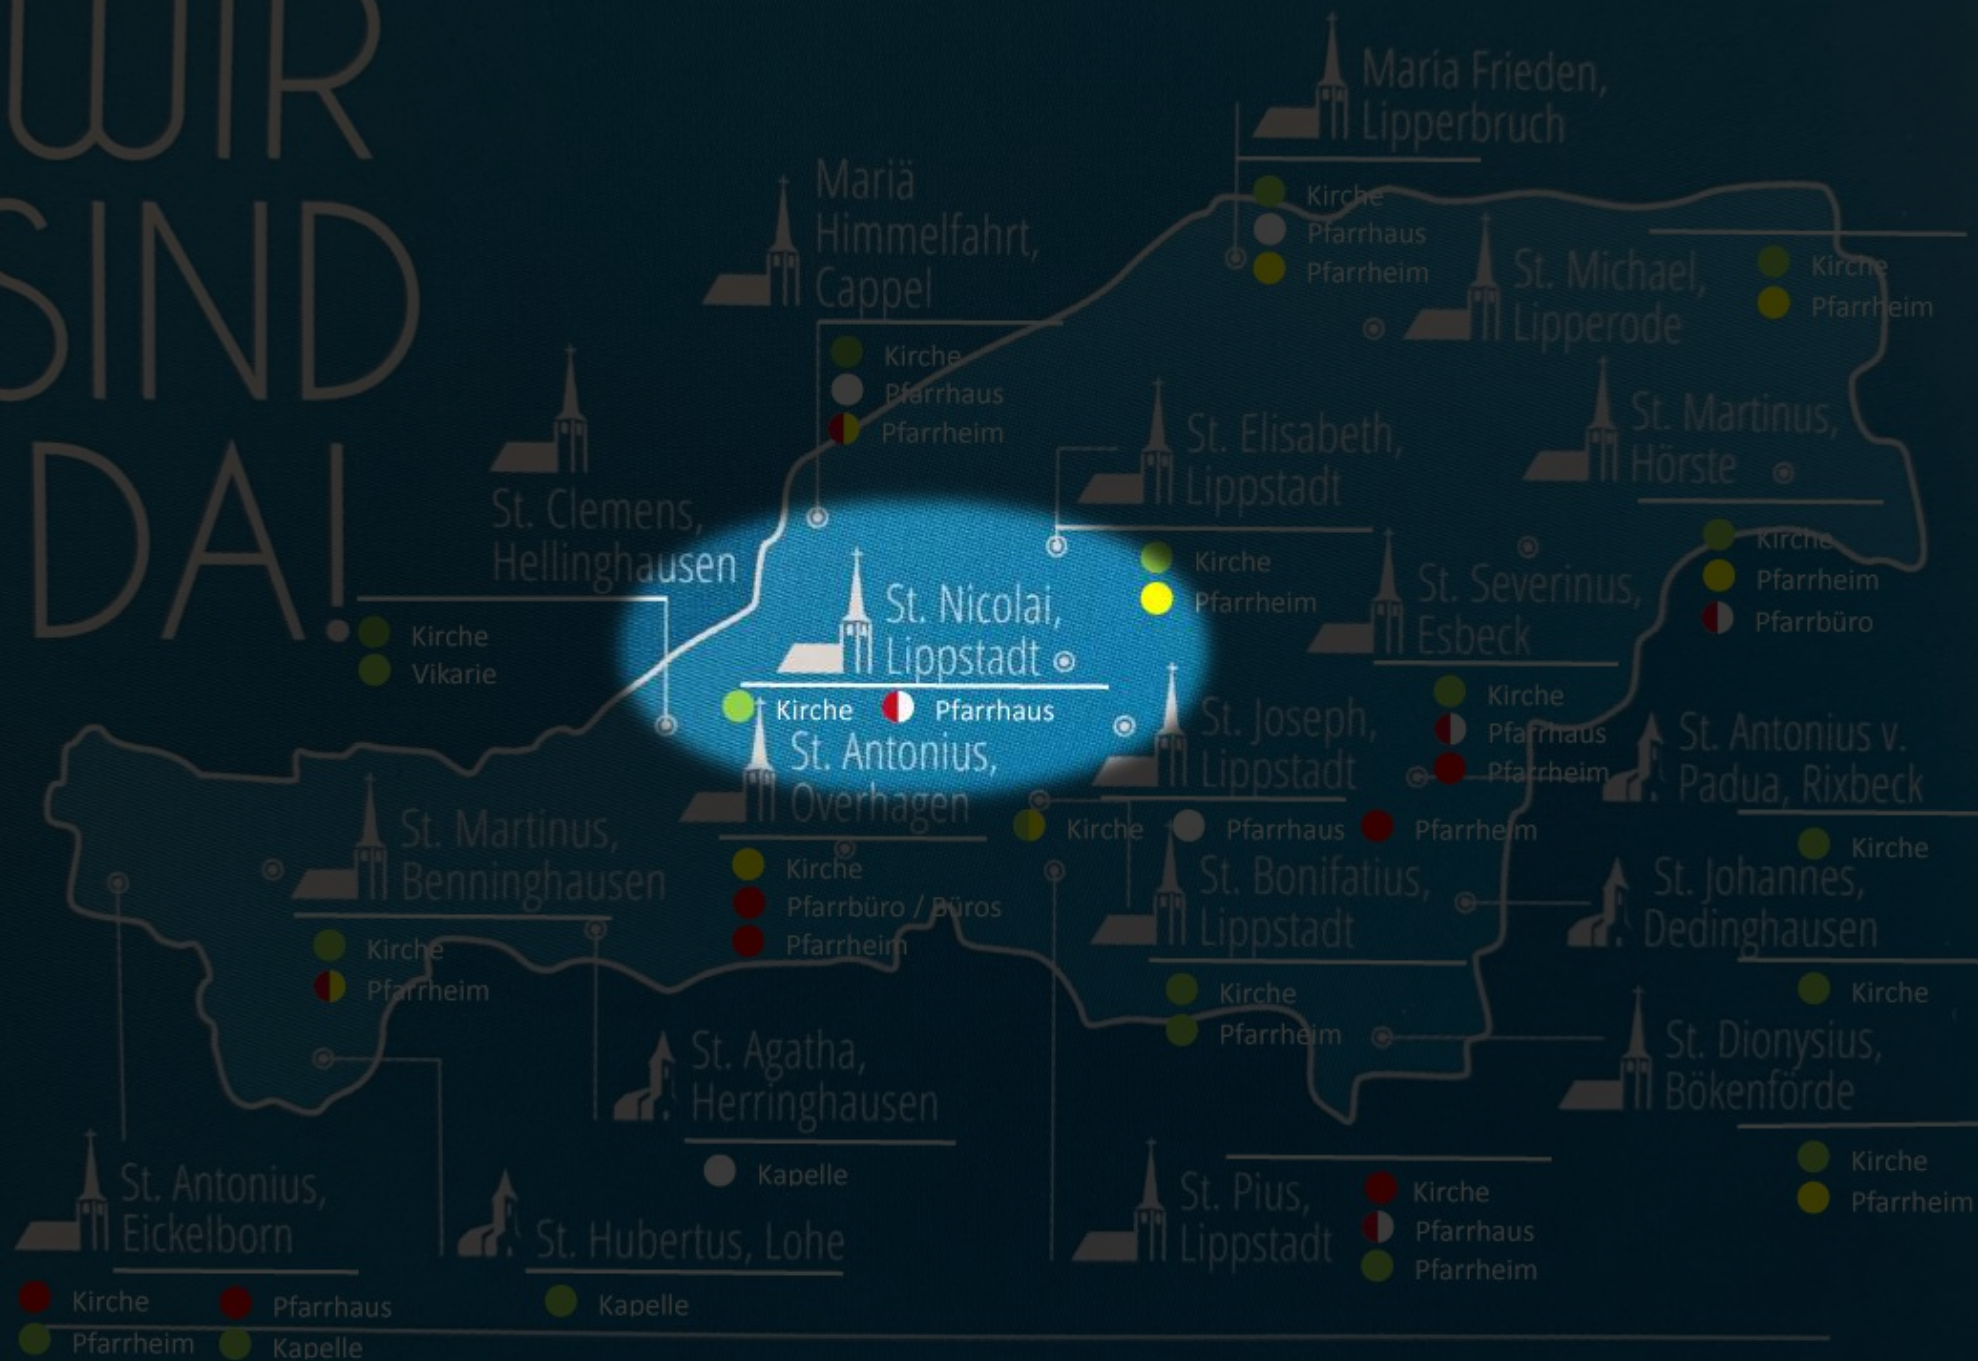 WIR
SIND
DA!
Maria Frieden,
Lipperbruch
Kirche
Pfarrhaus
Pfarrheim
Mariä
Himmelfahrt,
Cappel
Kirche
Pfarrhaus
Pfarrheim
St. Michael,
Lipperode
Kirche
Pfarrheim
St. Clemens,
Hellinghausen
Kirche
Vikarie
St. Elisabeth,
Lippstadt
Kirche
Pfarrheim
St. Martinus,
Hörste
Kirche
Pfarrheim
Pfarrbüro
St. Nicolai,
Lippstadt
Kirche Pfarrhaus
St. Severinus,
Esbeck
Kirche
Pfarrhaus
Pfarrheim
St. Antonius,
Overhagen
Kirche
Pfarrbüro / Büros
Pfarrheim
St. Joseph,
Lippstadt
Kirche Pfarrhaus Pfarrheim
St. Antonius v.
Padua, Rixbeck
Kirche
St. Martinus,
Benninghausen
Kirche
Pfarrheim
St. Bonifatius,
Lippstadt
Kirche
Pfarrheim
St. Johannes,
Dedinghausen
Kirche
St. Agatha,
Herringhausen
Kapelle
St. Dionysius,
Bökenförde
Kirche
Pfarrheim
St. Antonius,
Eickelborn
Kirche Pfarrhaus
Pfarrheim Kapelle
St. Hubertus, Lohe
Kapelle
St. Pius,
Lippstadt
Kirche
Pfarrhaus
Pfarrheim